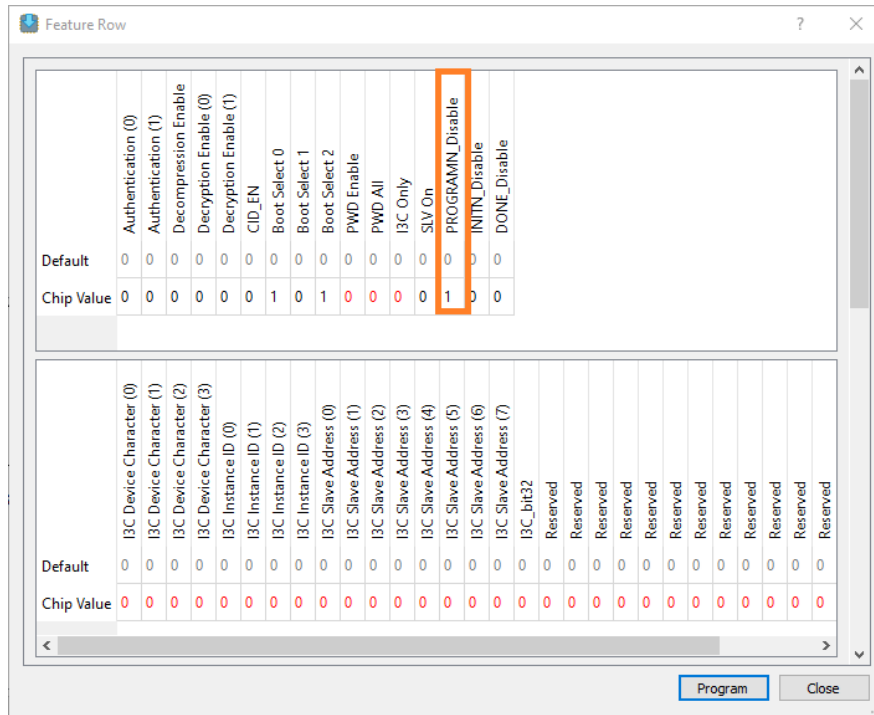 Feature Row
Authentication (0) Authentication (1) Decompression Enable Decryption Enable (0) Decryption Enable (1) CID_EN Boot Select 0 Boot Select 1 Boot Select 2 PWD Enable PWD All I3C Only SLV On PROGRAMN_Disable INITN_Disable DONE_Disable
Default 0 0 0 0 0 0 0 0 0 0 0 0 0 0 0 0
Chip Value 0 0 0 0 0 0 1 0 1 0 0 0 0 1 0 0
I3C Device Character (0) I3C Device Character (1) I3C Device Character (2) I3C Device Character (3) I3C Instance ID (0) I3C Instance ID (1) I3C Instance ID (2) I3C Instance ID (3) I3C Slave Address (0) I3C Slave Address (1) I3C Slave Address (2) I3C Slave Address (3) I3C Slave Address (4) I3C Slave Address (5) I3C Slave Address (6) I3C Slave Address (7) I3C_bit32 Reserved Reserved Reserved Reserved Reserved Reserved Reserved Reserved Reserved Reserved Reserved Reserved
Default 0 0 0 0 0 0 0 0 0 0 0 0 0 0 0 0 0 0 0 0 0 0 0 0 0 0 0 0 0
Chip Value 0 0 0 0 0 0 0 0 0 0 0 0 0 0 0 0 0 0 0 0 0 0 0 0 0 0 0 0 0
Program Close